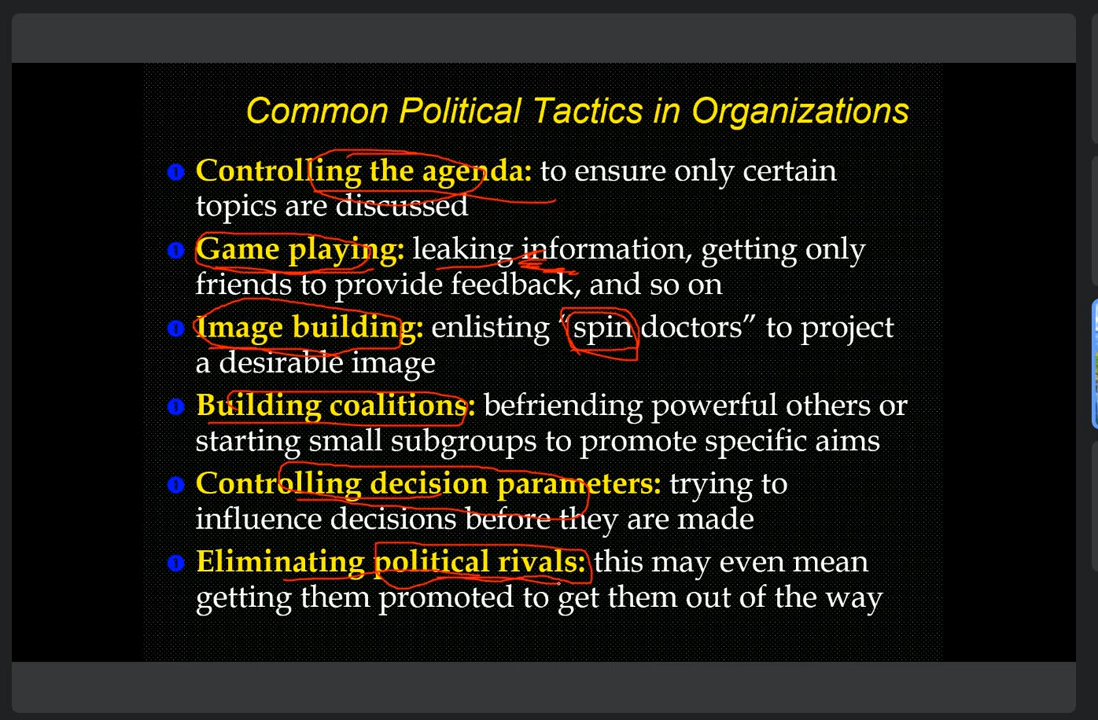 Common Political Tactics in Organizations
Controlling the agenda: to ensure only certain
topics are discussed
Game playing: leaking information, getting only
friends to provide feedback, and so on
Image building: enlisting “spin doctors” to project
a desirable image
Building coalitions: befriending powerful others or
starting small subgroups to promote specific aims
Controlling decision parameters: trying to
influence decisions before they are made
Eliminating political rivals: this may even mean
getting them promoted to get them out of the way